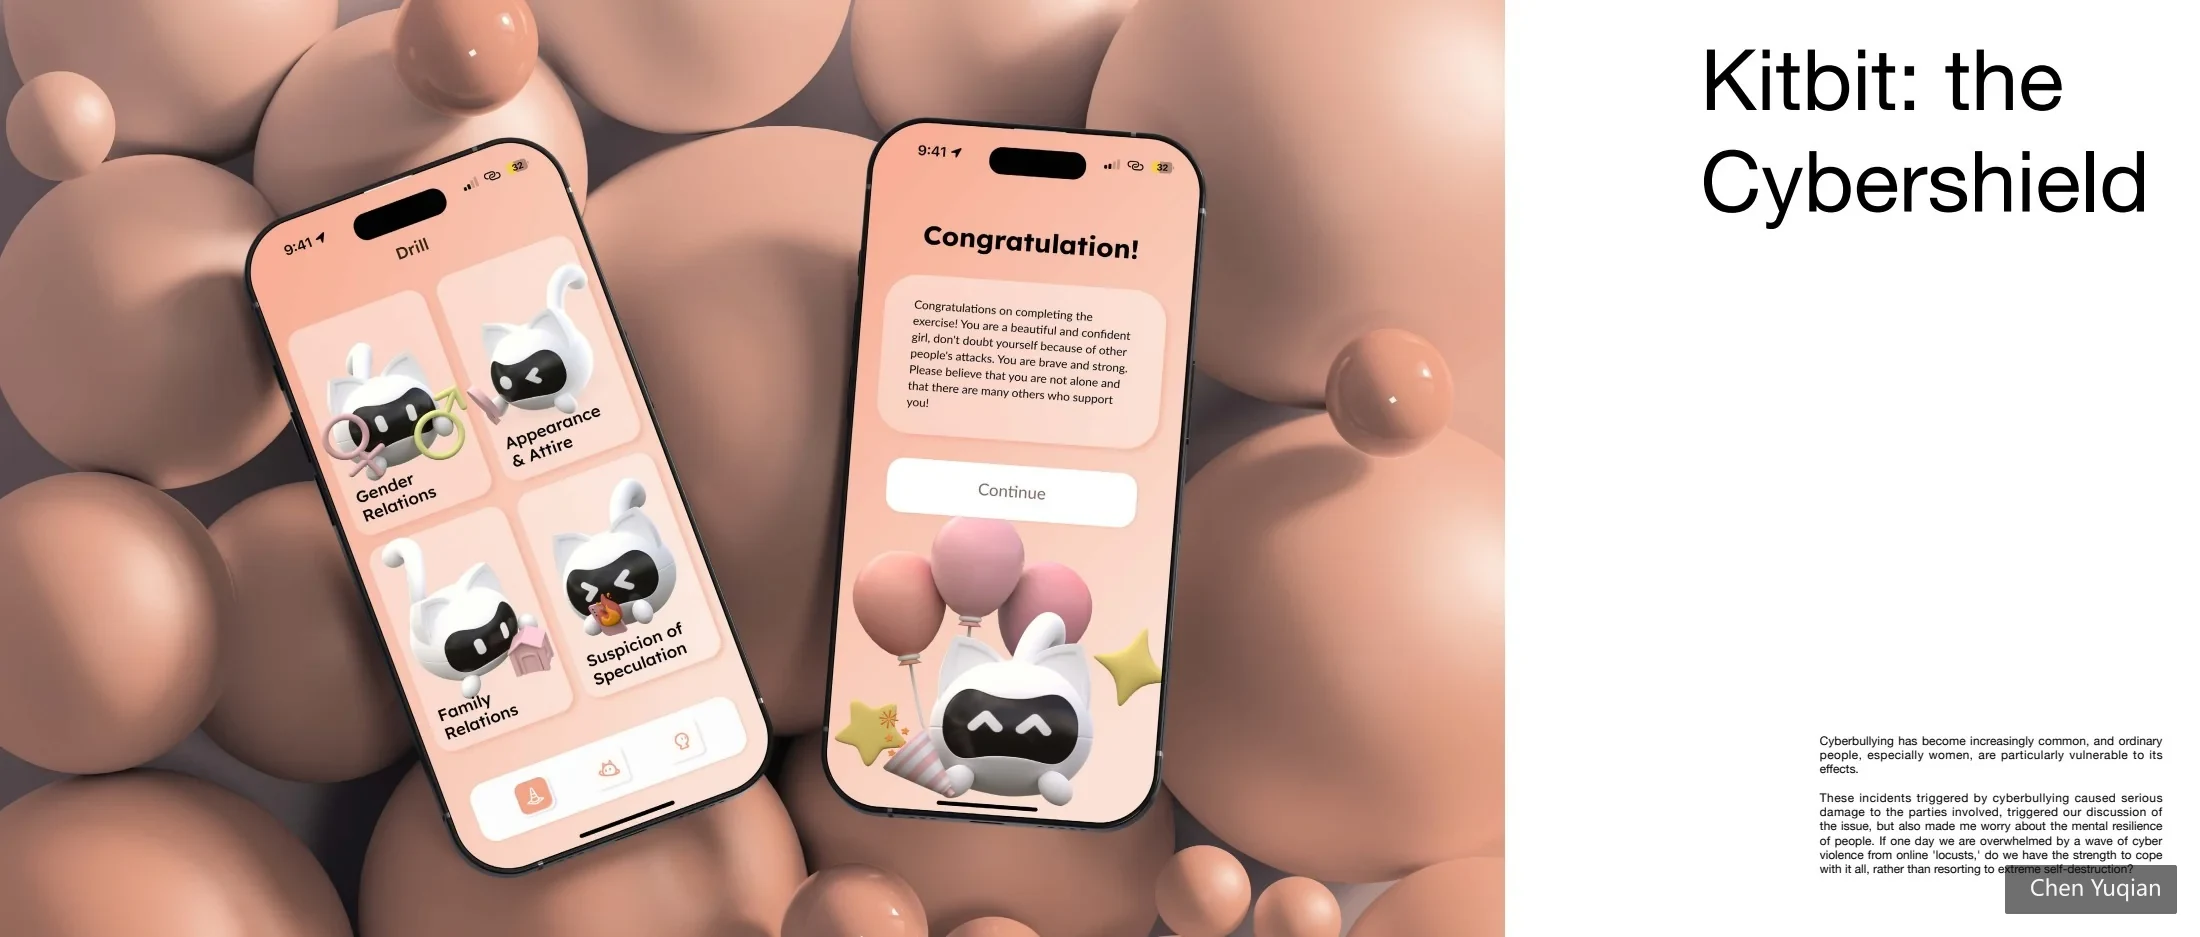 Kitbit: the
Cybershield
9:41
32
Drill
Gender
Relations
Appearance
& Attire
Family
Relations
Suspicion of
Speculation
9:41
32
Congratulation!
Congratulations on completing the
exercise! You are a beautiful and confident
girl, don't doubt yourself because of other
people's attacks. You are brave and strong.
Please believe that you are not alone and
that there are many others who support
you!
Continue
Cyberbullying has become increasingly common, and ordinary
people, especially women, are particularly vulnerable to its
effects.
These incidents triggered by cyberbullying caused serious
damage to the parties involved, triggered our discussion of
the issue, but also made me worry about the mental resilience
of people. If one day we are overwhelmed by a wave of cyber
violence from online 'locusts,' do we have the strength to cope
with it all, rather than resorting to extreme self-destruction?
Chen Yuqian